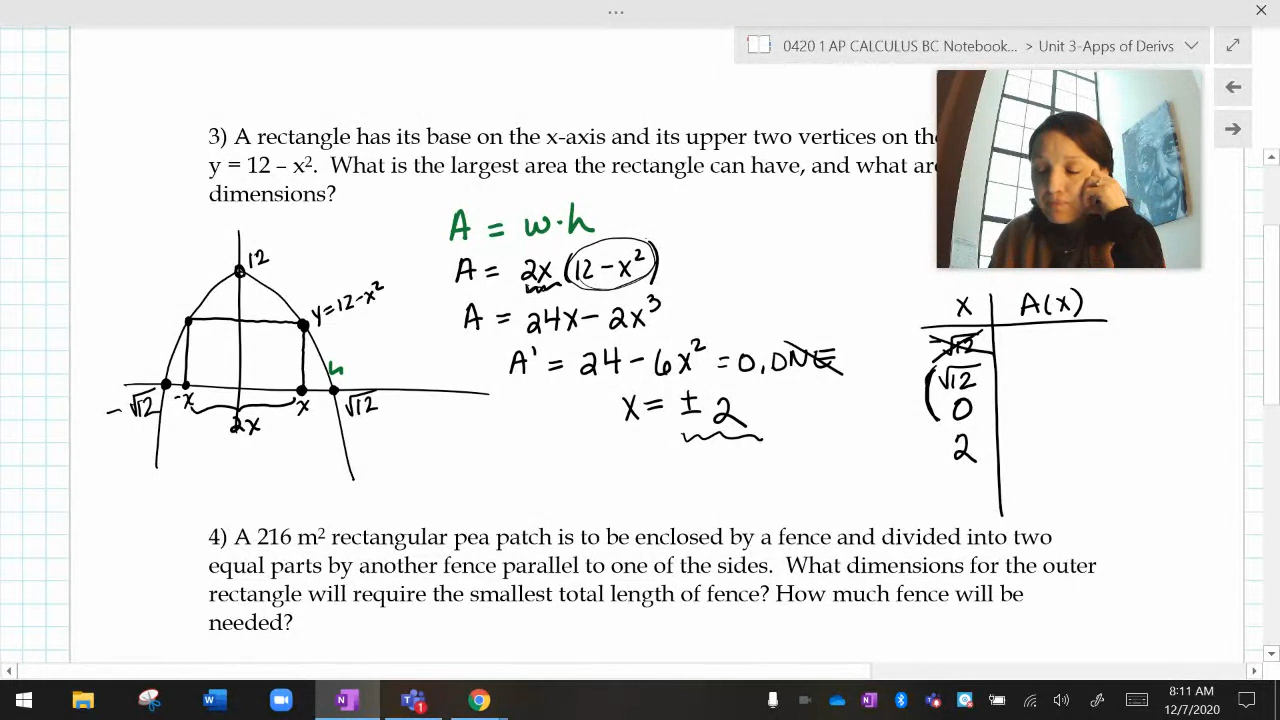 0420 1 AP CALCULUS BC Notebook... > Unit 3-Apps of Derivs
3) A rectangle has its base on the x-axis and its upper two vertices on the
y = 12 – x². What is the largest area the rectangle can have, and what are
dimensions?
12
y=12-x²
-√12
-x
2x
x
√12
h
A = w·h
A = 2x (12-x²)
A = 24x - 2x³
A' = 24 - 6x² = 0, DNE
x = ± 2
x A(x)
-√12
√12
0
2
4) A 216 m² rectangular pea patch is to be enclosed by a fence and divided into two
equal parts by another fence parallel to one of the sides. What dimensions for the outer
rectangle will require the smallest total length of fence? How much fence will be
needed?
8:11 AM
12/7/2020